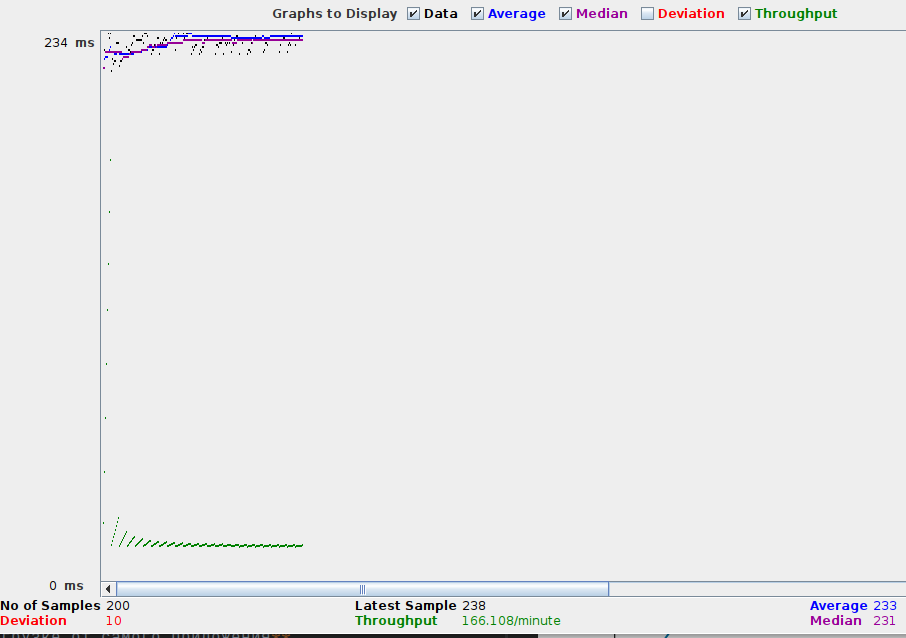 Graphs to Display Data Average Median Deviation Throughput
234 ms
0 ms
No of Samples 200 Latest Sample 238 Average 233
Deviation 10 Throughput 166.108/minute Median 231